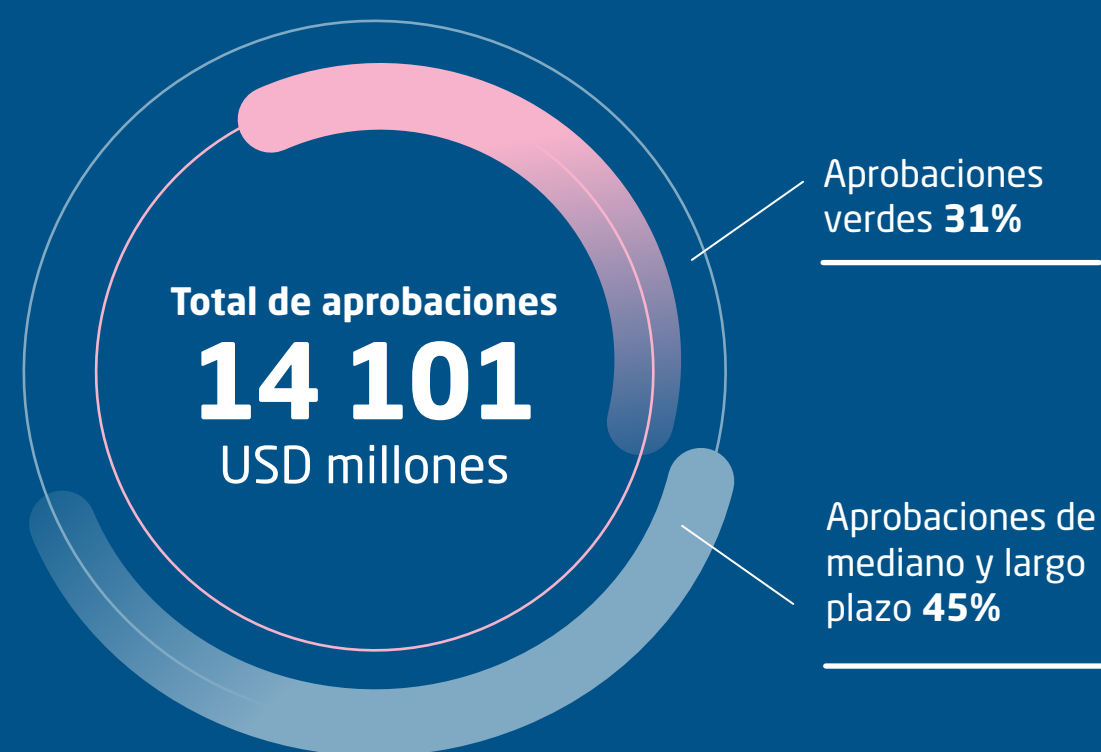 Total de aprobaciones
14 101
USD millones
Aprobaciones
verdes 31%
Aprobaciones de
mediano y largo
plazo 45%